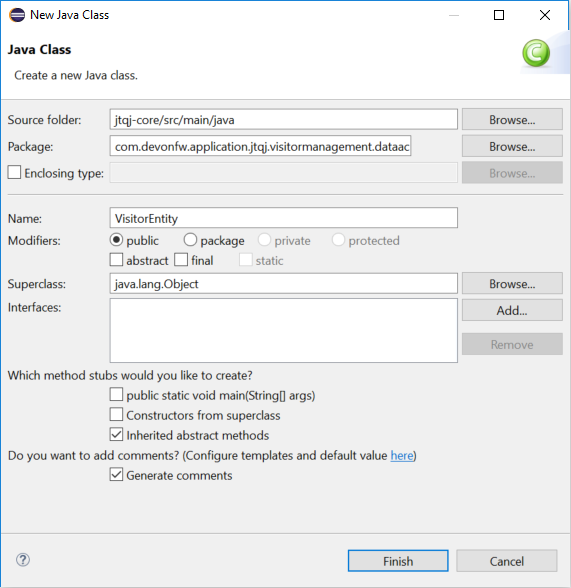 New Java Class
Java Class
Create a new Java class.
Source folder: jtqj-core/src/main/java Browse...
Package: com.devonfw.application.jtqj.visitormanagement.dataac Browse...
Enclosing type: Browse...
Name: VisitorEntity
Modifiers: public package private protected
abstract final static
Superclass: java.lang.Object Browse...
Interfaces: Add...
Remove
Which method stubs would you like to create?
public static void main(String[] args)
Constructors from superclass
Inherited abstract methods
Do you want to add comments? (Configure templates and default value here)
Generate comments
? Finish Cancel